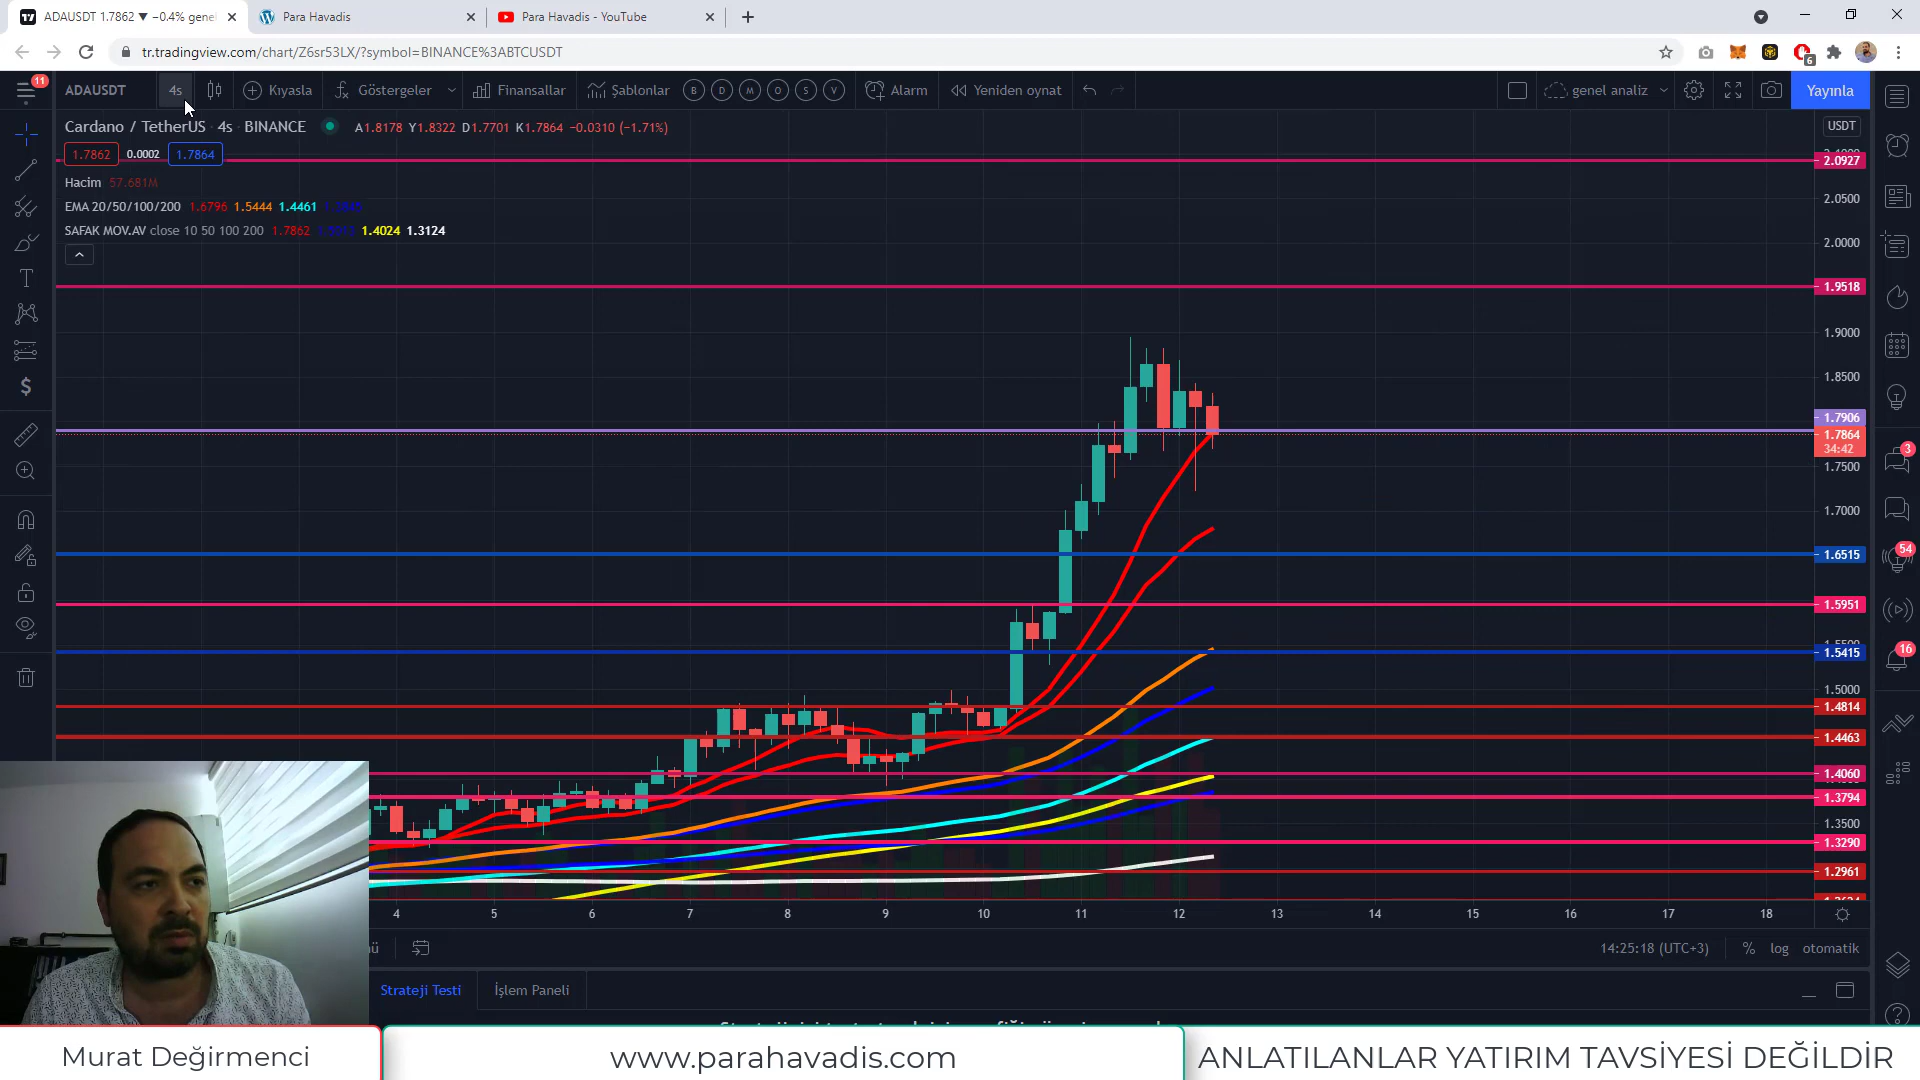 ADAUSDT 1.7862 ▼ −0.4% gene
Para Havadis
Para Havadis - YouTube
tr.tradingview.com/chart/Z6sr53LX/?symbol=BINANCE%3ABTCUSDT
6
11
ADAUSDT
4s
Kıyasla
Göstergeler
Finansallar
Şablonlar
B D M O S V
Alarm
Yeniden oynat
genel analiz
Yayınla
Cardano / TetherUS · 4s · BINANCE
A1.8178 Y1.8322 D1.7701 K1.7864 −0.0310 (−1.71%)
USDT
1.7862 0.0002 1.7864
Hacim 57.681M
EMA 20/50/100/200 1.6796 1.5444 1.4461
SAFAK MOV.AV close 10 50 100 200 1.7862 1.4024 1.3124
2.0927
2.0500
2.0000
1.9518
1.9000
1.8500
1.7906
1.7864
34:42
1.7500
1.7000
1.6515
1.5951
1.5415
1.5000
1.4814
1.4463
1.4060
1.3794
1.3500
1.3290
1.2961
3
54
16
4 5 6 7 8 9 10 11 12 13 14 15 16 17 18
14:25:18 (UTC+3)
%
log
otomatik
Strateji Testi
İşlem Paneli
Murat Değirmenci
www.parahavadis.com
ANLATILANLAR YATIRIM TAVSİYESİ DEĞİLDİR